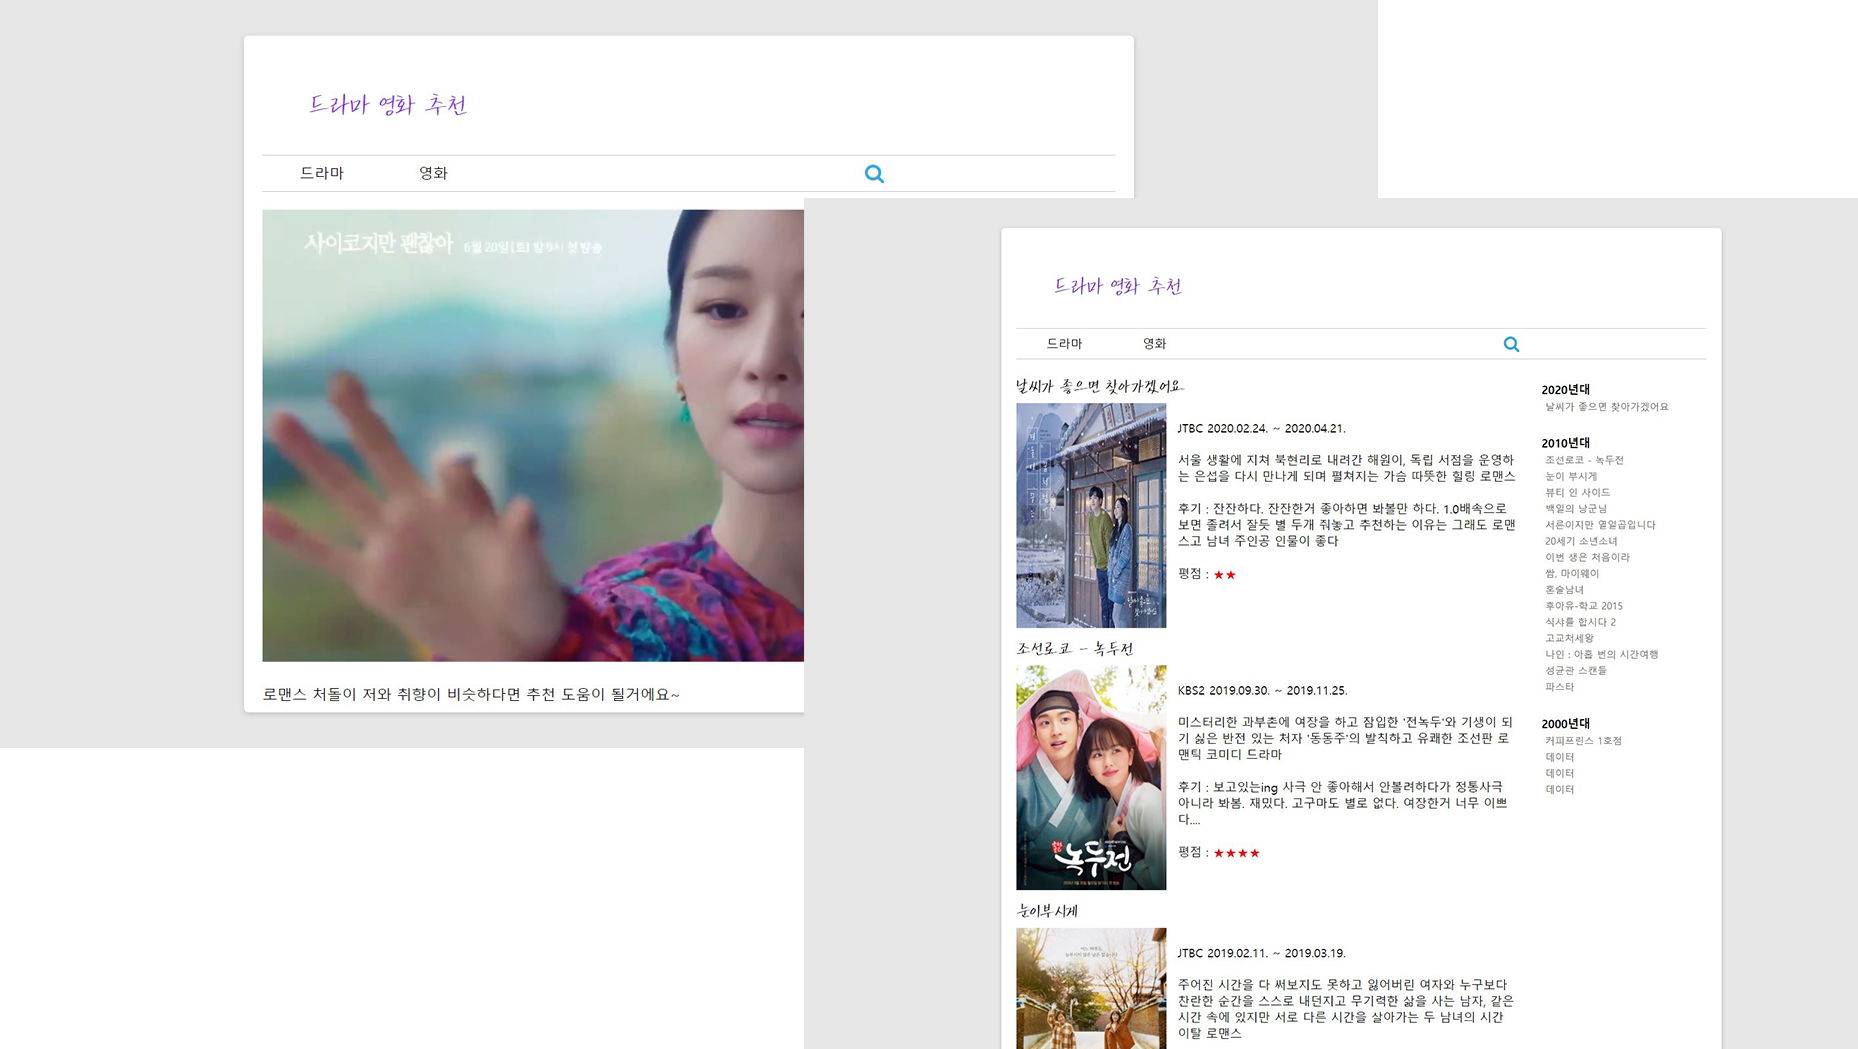 드라마 영화 추천
드라마 영화
사이코지만 괜찮아 6월 20일 [토] 밤 9시 첫 방송
로맨스 처돌이 저와 취향이 비슷하다면 추천 도움이 될거에요~
드라마 영화 추천
드라마 영화
날씨가 좋으면 찾아가겠어요
JTBC 2020.02.24. ~ 2020.04.21.
서울 생활에 지쳐 북현리로 내려간 해원이, 독립 서점을 운영하
는 은섭을 다시 만나게 되며 펼쳐지는 가슴 따뜻한 힐링 로맨스
후기 : 잔잔하다. 잔잔한거 좋아하면 봐볼만 하다. 1.0배속으로
보면 졸려서 잘듯 별 두개 줘놓고 추천하는 이유는 그래도 로맨
스고 남녀 주인공 인물이 좋다
평점 : ★★
조선로코 - 녹두전
녹두전
KBS2 2019.09.30. ~ 2019.11.25.
미스터리한 과부촌에 여장을 하고 잠입한 '전녹두'와 기생이 되
기 싫은 반전 있는 처자 '동동주'의 발칙하고 유쾌한 조선판 로
맨틱 코미디 드라마
후기 : 보고있는ing 사극 안 좋아해서 안볼려하다가 정통사극
아니라 봐봄. 재밌다. 고구마도 별로 없다. 여장한거 너무 이쁘
다....
평점 : ★★★★
눈이부시게
JTBC 2019.02.11. ~ 2019.03.19.
주어진 시간을 다 써보지도 못하고 잃어버린 여자와 누구보다
찬란한 순간을 스스로 내던지고 무기력한 삶을 사는 남자, 같은
시간 속에 있지만 서로 다른 시간을 살아가는 두 남녀의 시간
이탈 로맨스
2020년대
날씨가 좋으면 찾아가겠어요
2010년대
조선로코 - 녹두전
눈이 부시게
뷰티 인 사이드
백일의 낭군님
서른이지만 열일곱입니다
20세기 소년소녀
이번 생은 처음이라
쌈, 마이웨이
혼술남녀
후아유-학교 2015
식샤를 합시다 2
고교처세왕
나인 : 아홉 번의 시간여행
성균관 스캔들
파스타
2000년대
커피프린스 1호점
데이터
데이터
데이터